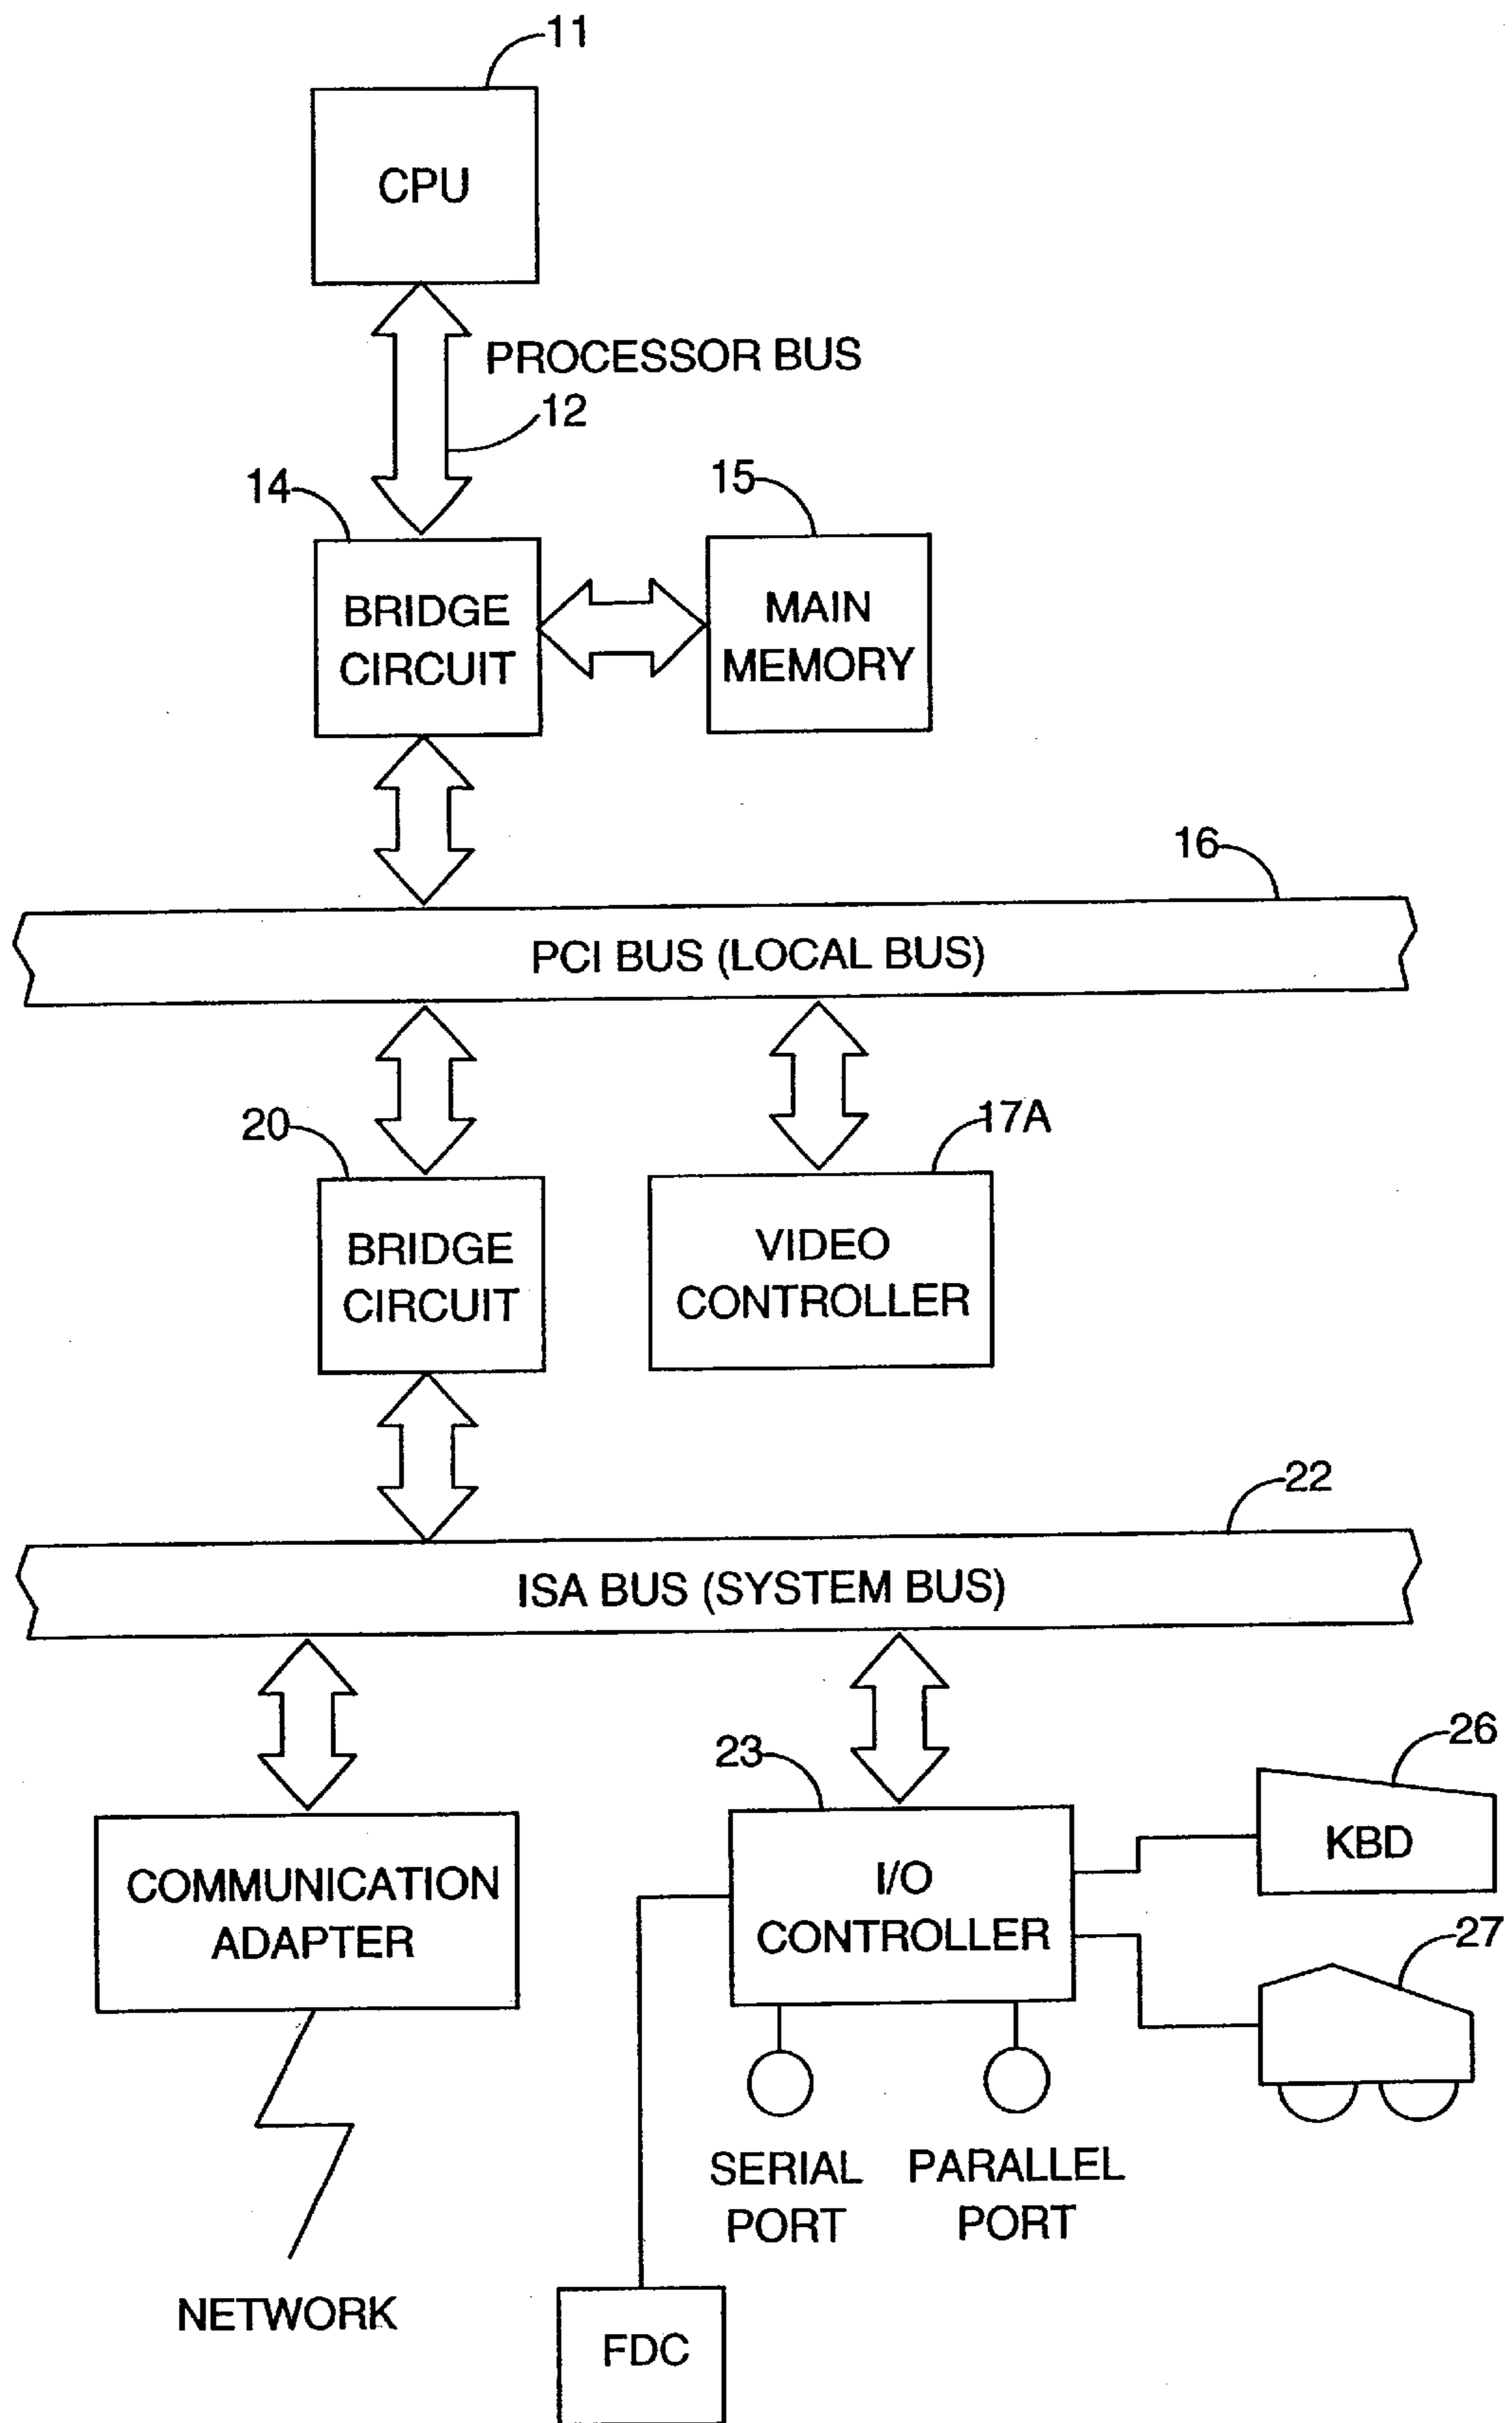 11
CPU
PROCESSOR BUS
12
14
15
BRIDGE
CIRCUIT
MAIN
MEMORY
16
PCI BUS (LOCAL BUS)
20
17A
BRIDGE
CIRCUIT
VIDEO
CONTROLLER
22
ISA BUS (SYSTEM BUS)
23
26
COMMUNICATION
ADAPTER
I/O
CONTROLLER
KBD
27
SERIAL
PORT
PARALLEL
PORT
NETWORK
FDC